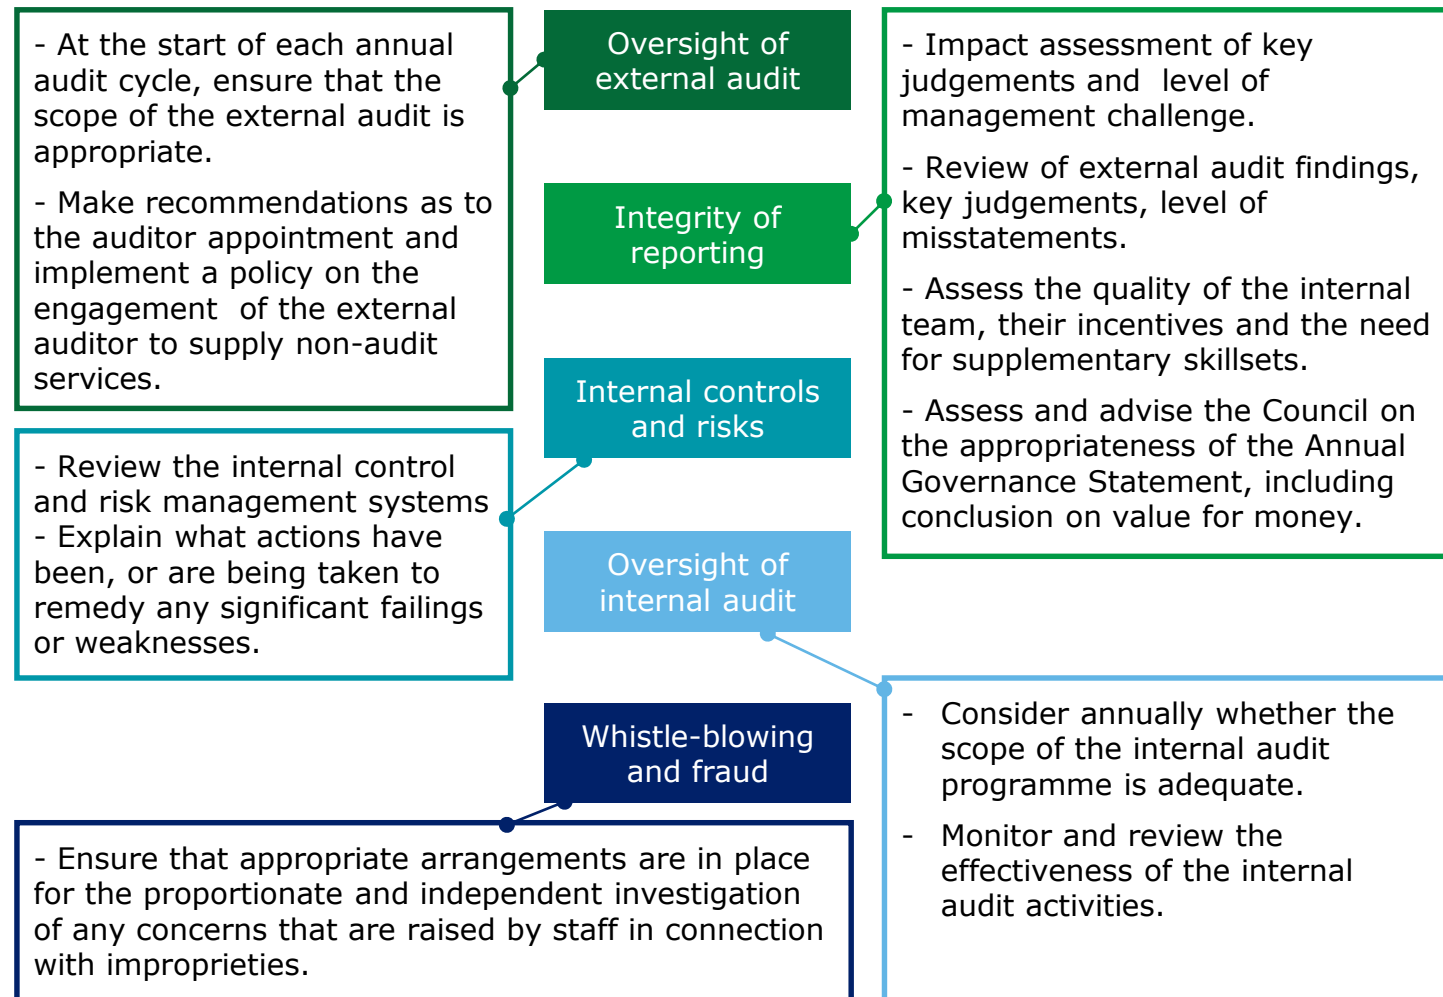 Oversight of
external audit
- At the start of each annual
audit cycle, ensure that the
scope of the external audit is
appropriate.
- Make recommendations as to
the auditor appointment and
implement a policy on the
engagement  of the external
auditor to supply non-audit
services.
Integrity of
reporting
- Impact assessment of key
judgements and  level of
management challenge.
- Review of external audit findings,
key judgements, level of
misstatements.
- Assess the quality of the internal
team, their incentives and the need
for supplementary skillsets.
- Assess and advise the Council on
the appropriateness of the Annual
Governance Statement, including
conclusion on value for money.
Internal controls
and risks
- Review the internal control
and risk management systems
- Explain what actions have
been, or are being taken to
remedy any significant failings
or weaknesses.
Oversight of
internal audit
- Consider annually whether the
scope of the internal audit
programme is adequate.
- Monitor and review the
effectiveness of the internal
audit activities.
Whistle-blowing
and fraud
- Ensure that appropriate arrangements are in place
for the proportionate and independent investigation
of any concerns that are raised by staff in connection
with improprieties.